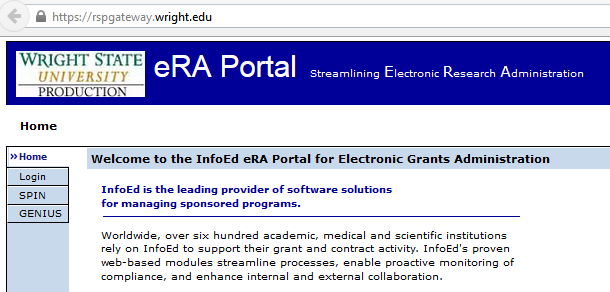 https://rspgateway.wright.edu
WRIGHT STATE
UNIVERSITY
PRODUCTION
eRA Portal Streamlining Electronic Research Administration
Home
»Home
Login
SPIN
GENIUS
Welcome to the InfoEd eRA Portal for Electronic Grants Administration
InfoEd is the leading provider of software solutions
for managing sponsored programs.
Worldwide, over six hundred academic, medical and scientific institutions
rely on InfoEd to support their grant and contract activity. InfoEd's proven
web-based modules streamline processes, enable proactive monitoring of
compliance, and enhance internal and external collaboration.